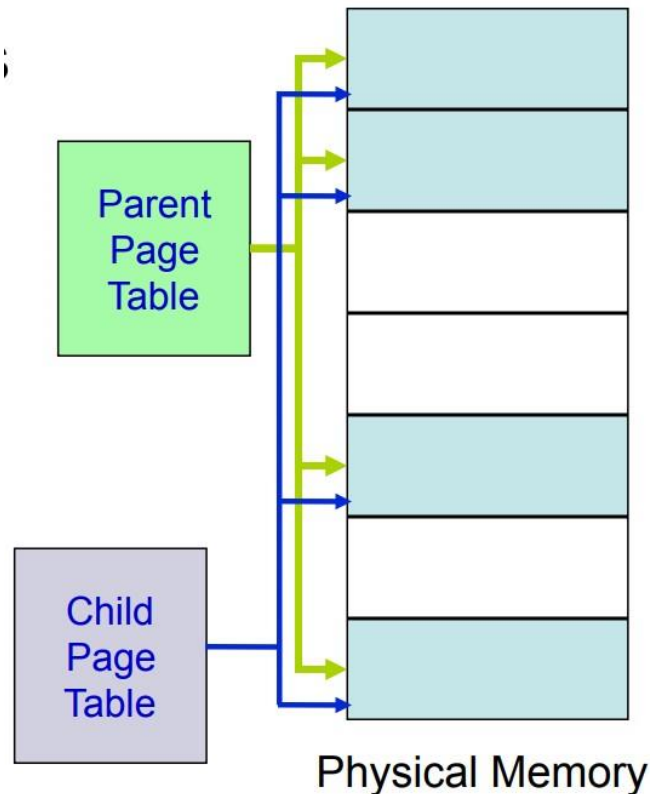 s
Parent
Page
Table
Child
Page
Table
Physical Memory